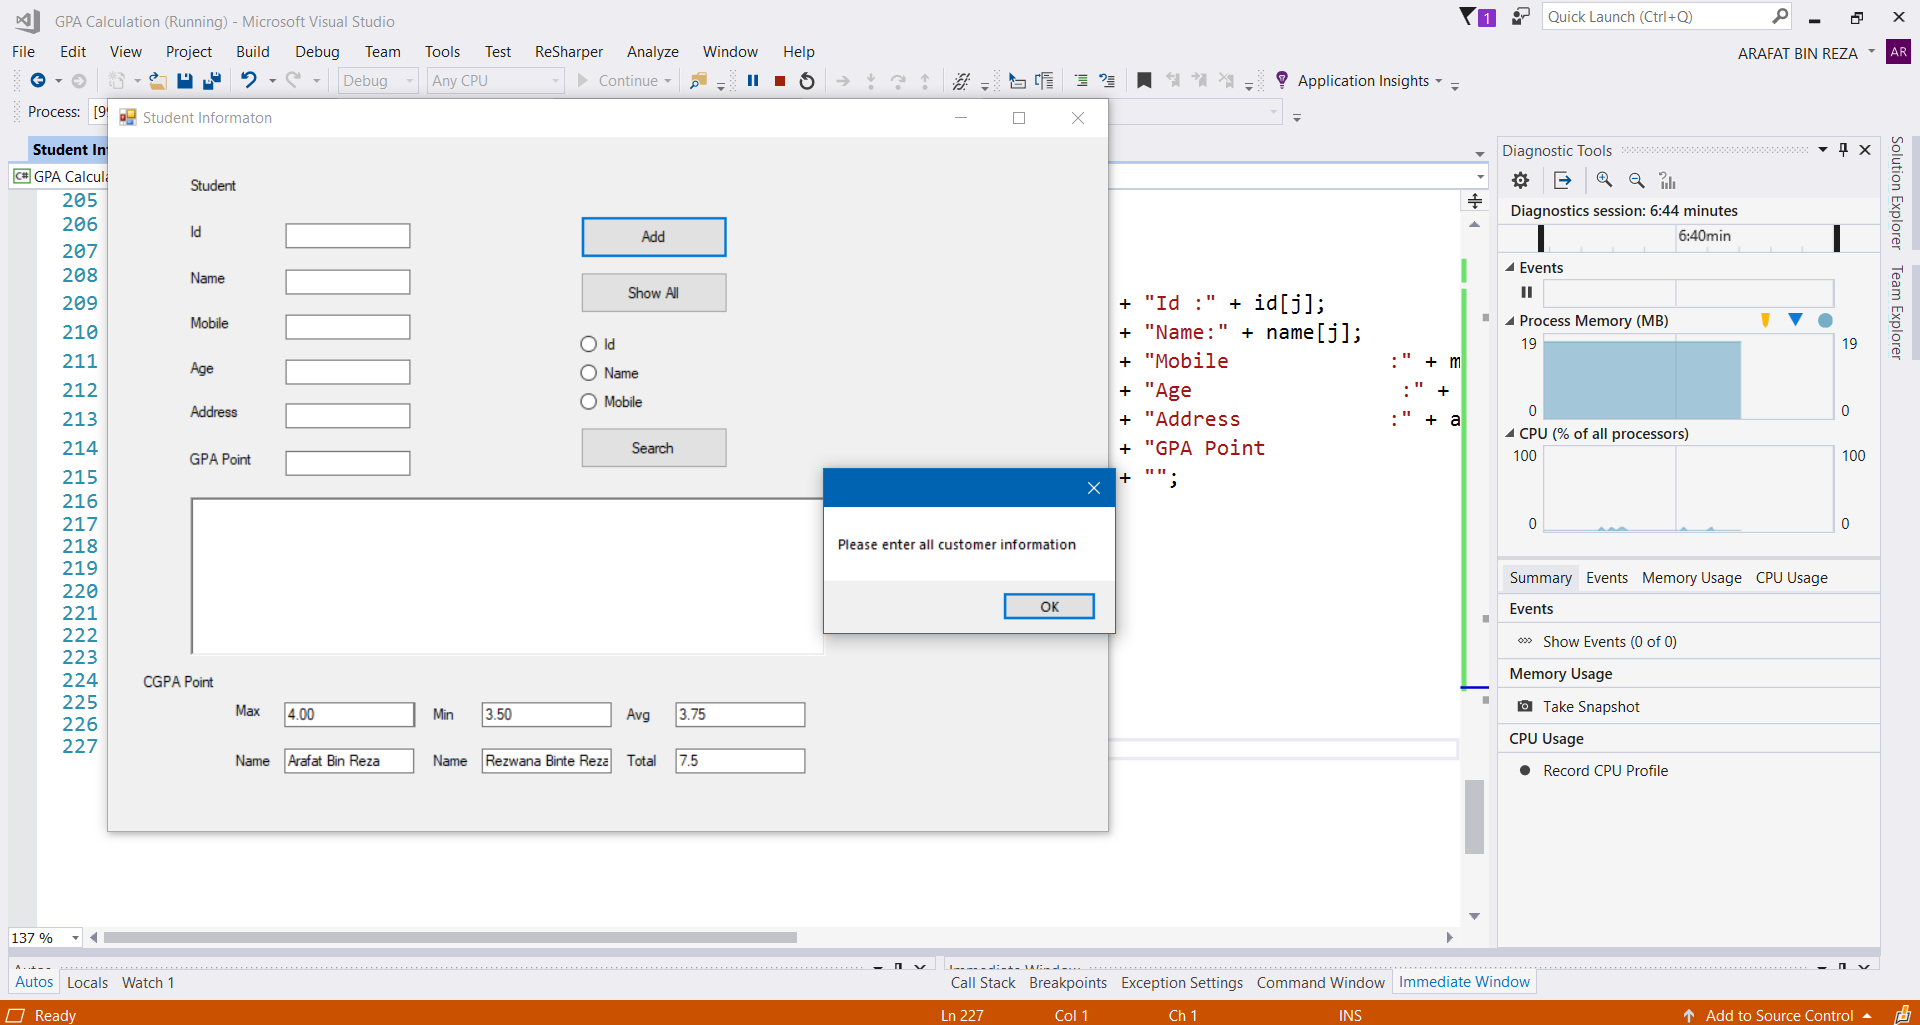 GPA Calculation (Running) - Microsoft Visual Studio
1
Quick Launch (Ctrl+Q)
File Edit View Project Build Debug Team Tools Test ReSharper Analyze Window Help
ARAFAT BIN REZA AR
Debug Any CPU Continue Application Insights
Process: [99
Student Informaton
Student In
C# GPA Calcula
205
206
207
208
209
210
211
212
213
214
215
216
217
218
219
220
221
222
223
224
225
226
227
Student
Id
Name
Mobile
Age
Address
GPA Point
Add
Show All
Id
Name
Mobile
Search
+ "Id :" + id[j];
+ "Name:" + name[j];
+ "Mobile :" + m
+ "Age :" +
+ "Address :" + a
+ "GPA Point
+ "";
Please enter all customer information
OK
CGPA Point
Max 4.00 Min 3.50 Avg 3.75
Name Arafat Bin Reza Name Rezwana Binte Reza Total 7.5
Diagnostic Tools
Diagnostics session: 6:44 minutes
6:40min
Events
Process Memory (MB)
19 19
0 0
CPU (% of all processors)
100 100
0 0
Summary Events Memory Usage CPU Usage
Events
Show Events (0 of 0)
Memory Usage
Take Snapshot
CPU Usage
Record CPU Profile
Solution Explorer
Team Explorer
137 %
Autos
Immediate Window
Autos Locals Watch 1
Call Stack Breakpoints Exception Settings Command Window Immediate Window
Ready Ln 227 Col 1 Ch 1 INS Add to Source Control